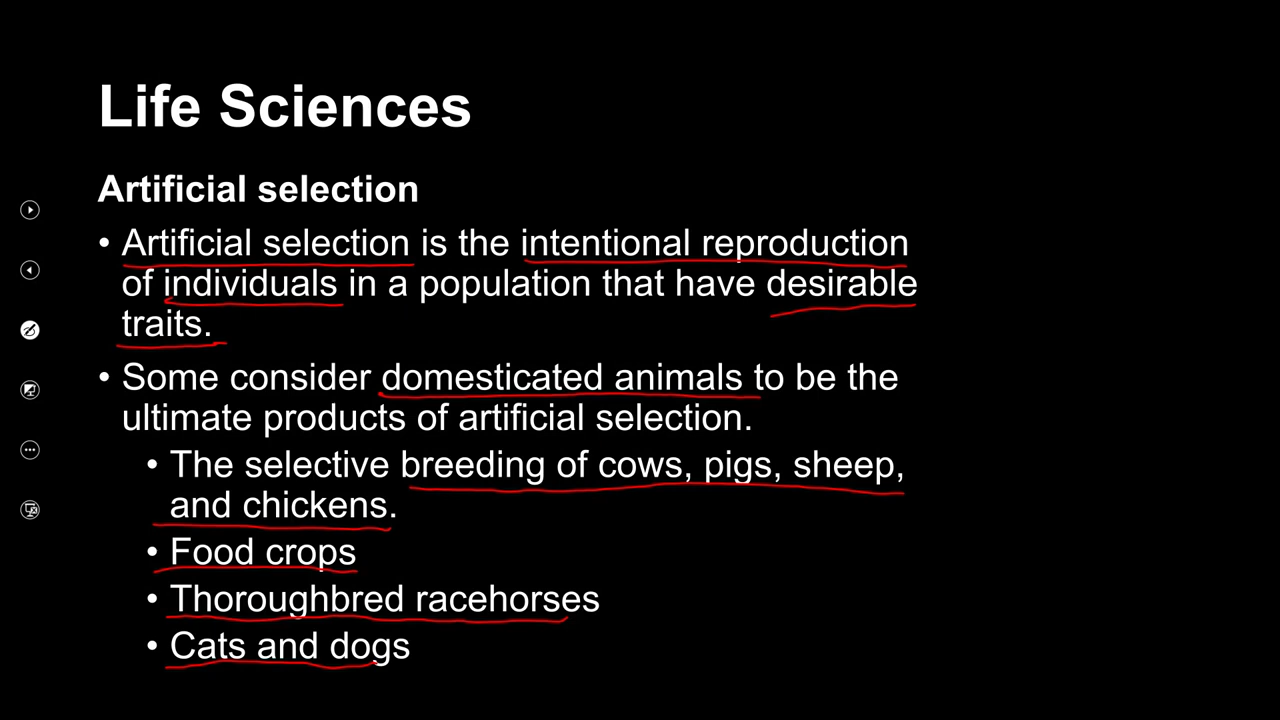 Life Sciences
Artificial selection
• Artificial selection is the intentional reproduction
of individuals in a population that have desirable
traits.
• Some consider domesticated animals to be the
ultimate products of artificial selection.
• The selective breeding of cows, pigs, sheep,
and chickens.
• Food crops
• Thoroughbred racehorses
• Cats and dogs